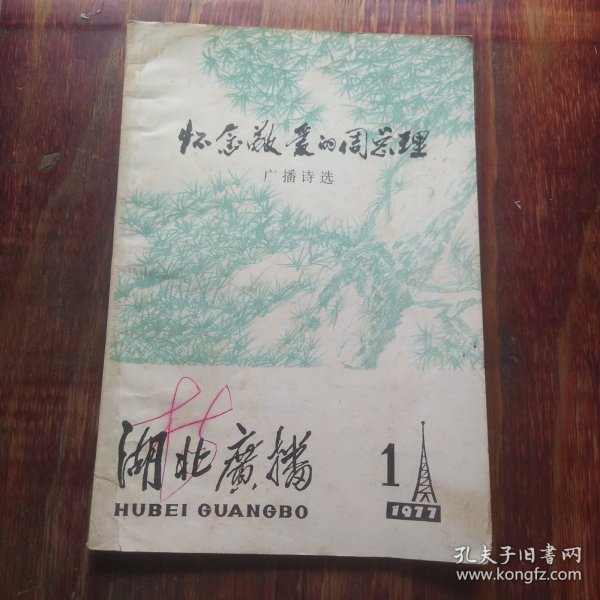 怀念敬爱的周总理
广播诗选
湖北廣播
HUBEI GUANGBO
1
1977
孔夫子旧书网
www.kongfz.com